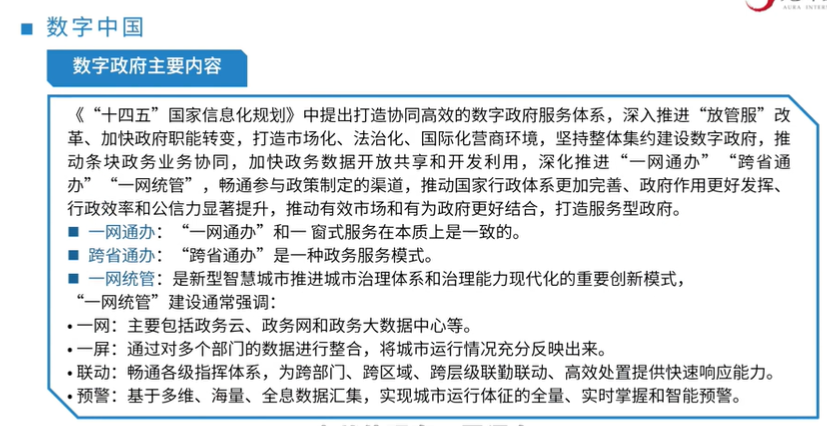 ■ 数字中国
数字政府主要内容
《“十四五”国家信息化规划》中提出打造协同高效的数字政府服务体系，深入推进“放管服”改
革、加快政府职能转变，打造市场化、法治化、国际化营商环境，坚持整体集约建设数字政府，推
动条块政务业务协同，加快政务数据开放共享和开发利用，深化推进“一网通办”“跨省通
办”“一网统管”，畅通参与政策制定的渠道，推动国家行政体系更加完善、政府作用更好发挥、
行政效率和公信力显著提升，推动有效市场和有为政府更好结合，打造服务型政府。
■ 一网通办：“一网通办”和一 窗式服务在本质上是一致的。
■ 跨省通办：“跨省通办”是一种政务服务模式。
■ 一网统管：是新型智慧城市推进城市治理体系和治理能力现代化的重要创新模式，
“一网统管”建设通常强调：
• 一网：主要包括政务云、政务网和政务大数据中心等。
• 一屏：通过对多个部门的数据进行整合，将城市运行情况充分反映出来。
• 联动：畅通各级指挥体系，为跨部门、跨区域、跨层级联勤联动、高效处置提供快速响应能力。
• 预警：基于多维、海量、全息数据汇集，实现城市运行体征的全量、实时掌握和智能预警。